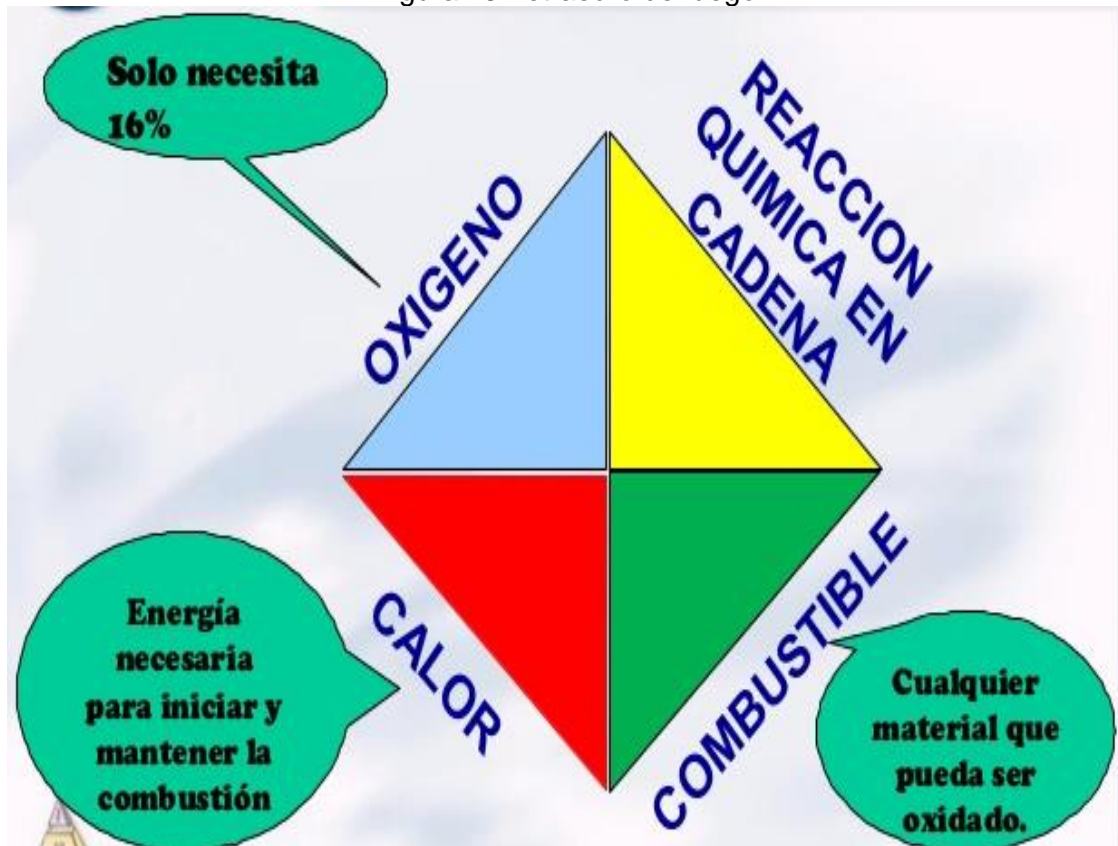 Solo necesita
16%
OXIGENO
REACCION
QUIMICA EN
CADENA
Energía
necesaria
para iniciar y
mantener la
combustión
CALOR
COMBUSTIBLE
Cualquier
material que
pueda ser
oxidado.